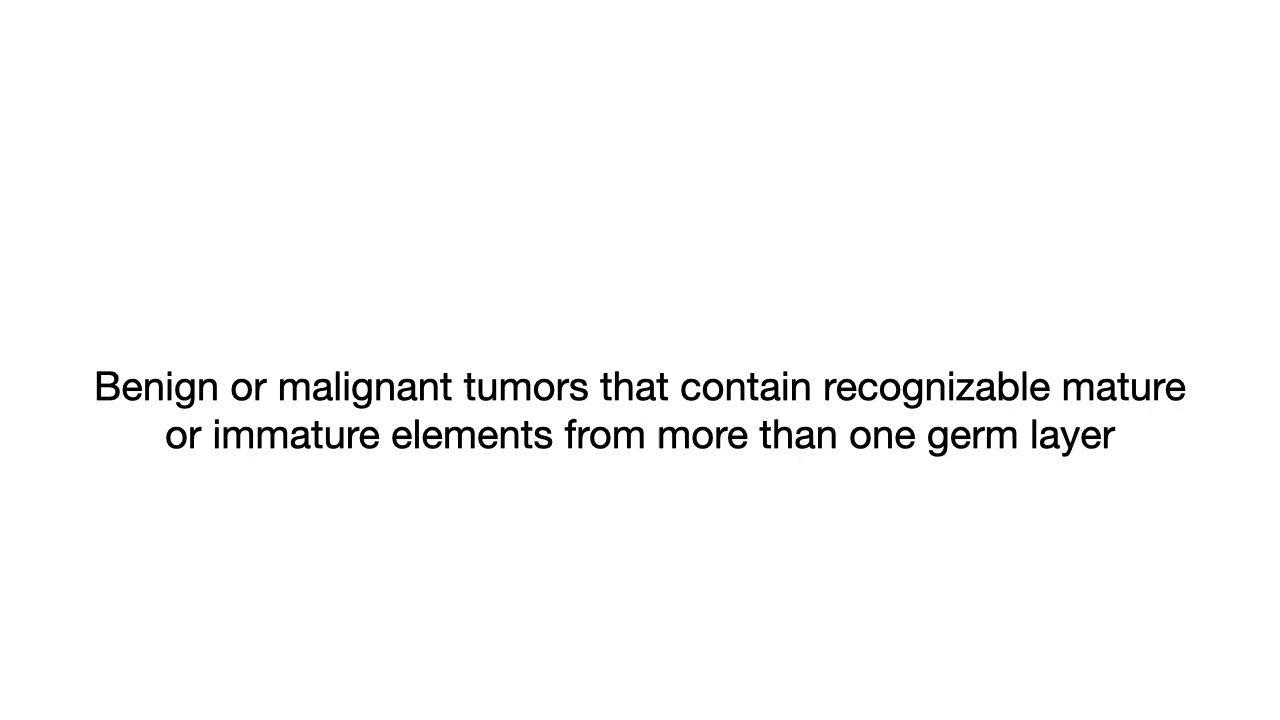 Benign or malignant tumors that contain recognizable mature
or immature elements from more than one germ layer